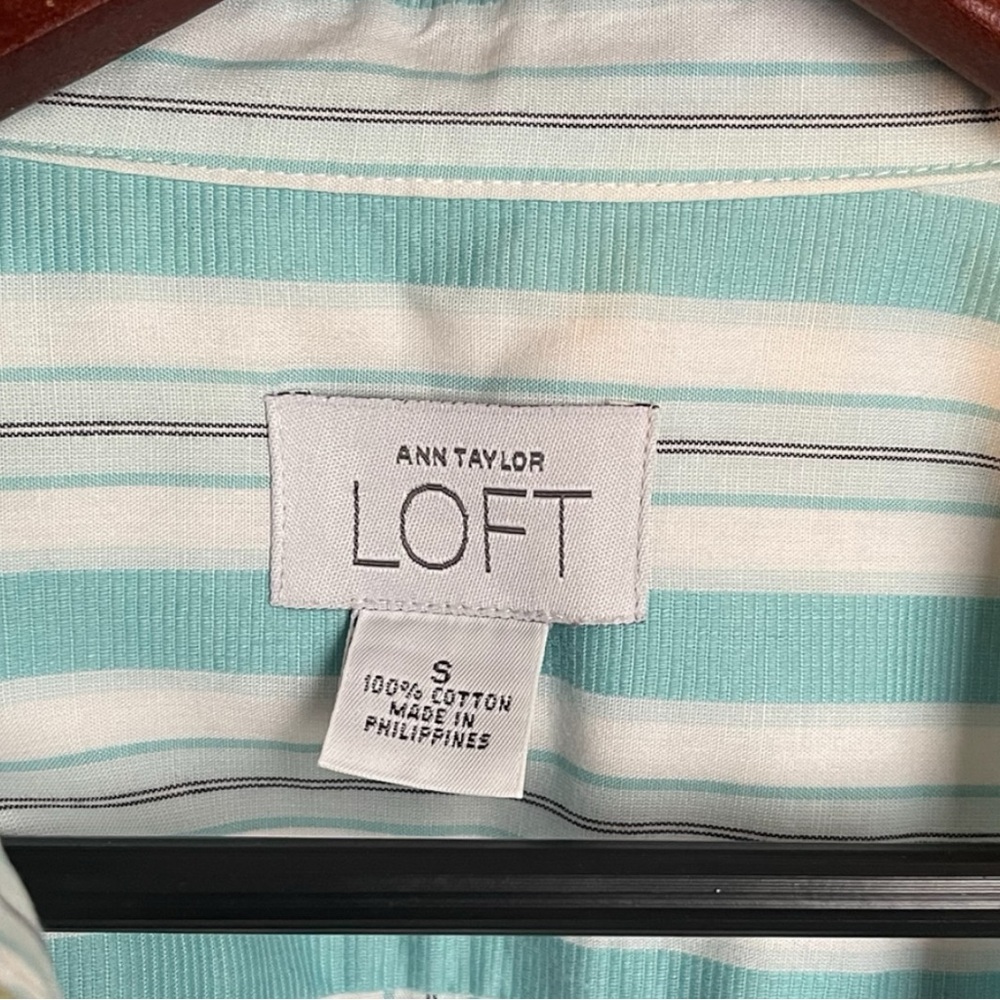 ANN TAYLOR
LOFT
S
100% COTTON
MADE IN
PHILIPPINES